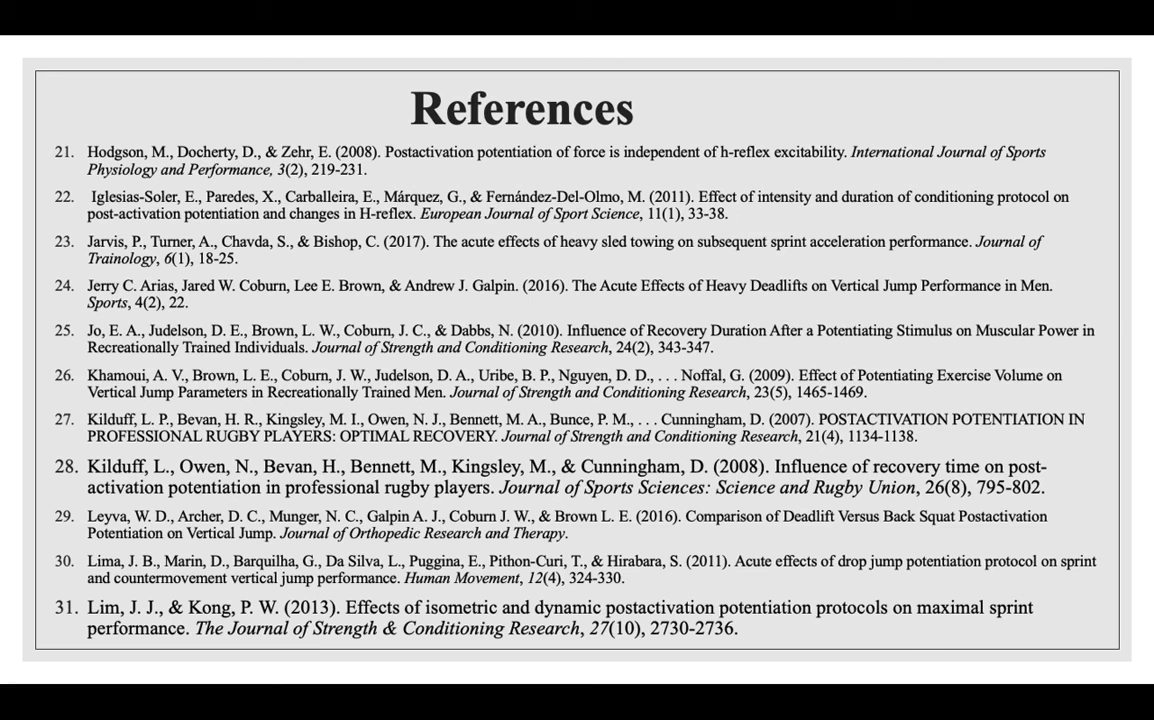 References
21. Hodgson, M., Docherty, D., & Zehr, E. (2008). Postactivation potentiation of force is independent of h-reflex excitability. International Journal of Sports
Physiology and Performance, 3(2), 219-231.
22. Iglesias-Soler, E., Paredes, X., Carballeira, E., Márquez, G., & Fernández-Del-Olmo, M. (2011). Effect of intensity and duration of conditioning protocol on
post-activation potentiation and changes in H-reflex. European Journal of Sport Science, 11(1), 33-38.
23. Jarvis, P., Turner, A., Chavda, S., & Bishop, C. (2017). The acute effects of heavy sled towing on subsequent sprint acceleration performance. Journal of
Trainology, 6(1), 18-25.
24. Jerry C. Arias, Jared W. Coburn, Lee E. Brown, & Andrew J. Galpin. (2016). The Acute Effects of Heavy Deadlifts on Vertical Jump Performance in Men.
Sports, 4(2), 22.
25. Jo, E. A., Judelson, D. E., Brown, L. W., Coburn, J. C., & Dabbs, N. (2010). Influence of Recovery Duration After a Potentiating Stimulus on Muscular Power in
Recreationally Trained Individuals. Journal of Strength and Conditioning Research, 24(2), 343-347.
26. Khamoui, A. V., Brown, L. E., Coburn, J. W., Judelson, D. A., Uribe, B. P., Nguyen, D. D., . . . Noffal, G. (2009). Effect of Potentiating Exercise Volume on
Vertical Jump Parameters in Recreationally Trained Men. Journal of Strength and Conditioning Research, 23(5), 1465-1469.
27. Kilduff, L. P., Bevan, H. R., Kingsley, M. I., Owen, N. J., Bennett, M. A., Bunce, P. M., . . . Cunningham, D. (2007). POSTACTIVATION POTENTIATION IN
PROFESSIONAL RUGBY PLAYERS: OPTIMAL RECOVERY. Journal of Strength and Conditioning Research, 21(4), 1134-1138.
28. Kilduff, L., Owen, N., Bevan, H., Bennett, M., Kingsley, M., & Cunningham, D. (2008). Influence of recovery time on post-
activation potentiation in professional rugby players. Journal of Sports Sciences: Science and Rugby Union, 26(8), 795-802.
29. Leyva, W. D., Archer, D. C., Munger, N. C., Galpin A. J., Coburn J. W., & Brown L. E. (2016). Comparison of Deadlift Versus Back Squat Postactivation
Potentiation on Vertical Jump. Journal of Orthopedic Research and Therapy.
30. Lima, J. B., Marin, D., Barquilha, G., Da Silva, L., Puggina, E., Pithon-Curi, T., & Hirabara, S. (2011). Acute effects of drop jump potentiation protocol on sprint
and countermovement vertical jump performance. Human Movement, 12(4), 324-330.
31. Lim, J. J., & Kong, P. W. (2013). Effects of isometric and dynamic postactivation potentiation protocols on maximal sprint
performance. The Journal of Strength & Conditioning Research, 27(10), 2730-2736.